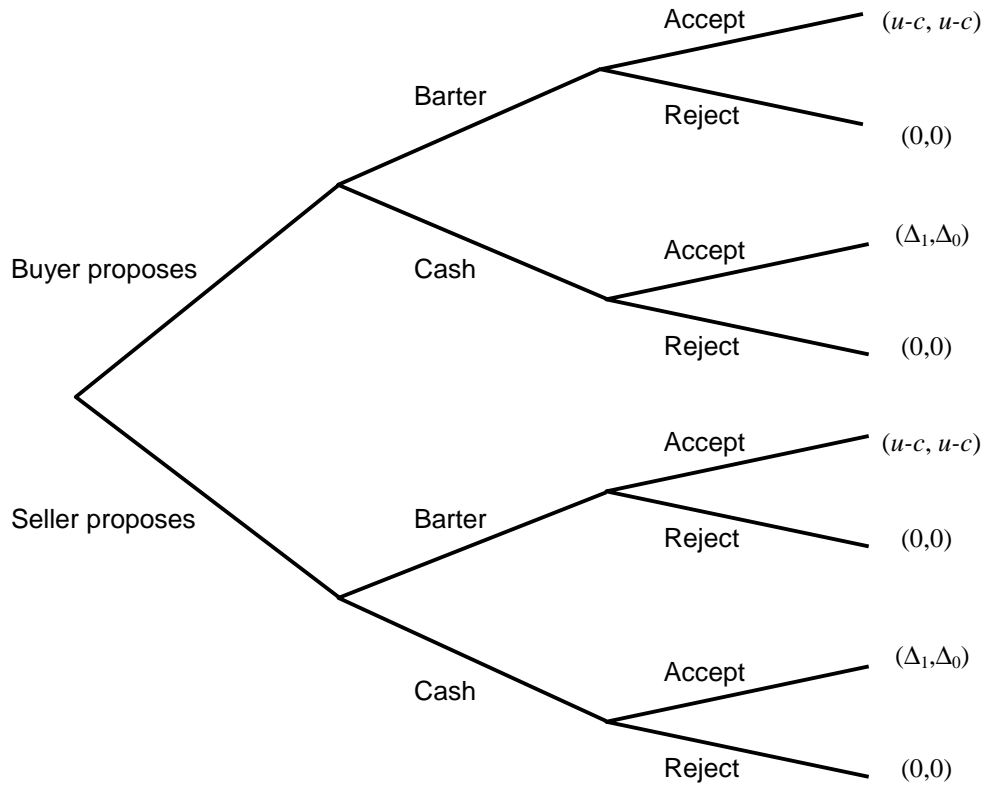 Accept
(u-c, u-c)
Barter
Reject
(0,0)
Buyer proposes
Cash
Accept
(Δ₁,Δ₀)
Reject
(0,0)
Seller proposes
Barter
Accept
(u-c, u-c)
Reject
(0,0)
Cash
Accept
(Δ₁,Δ₀)
Reject
(0,0)